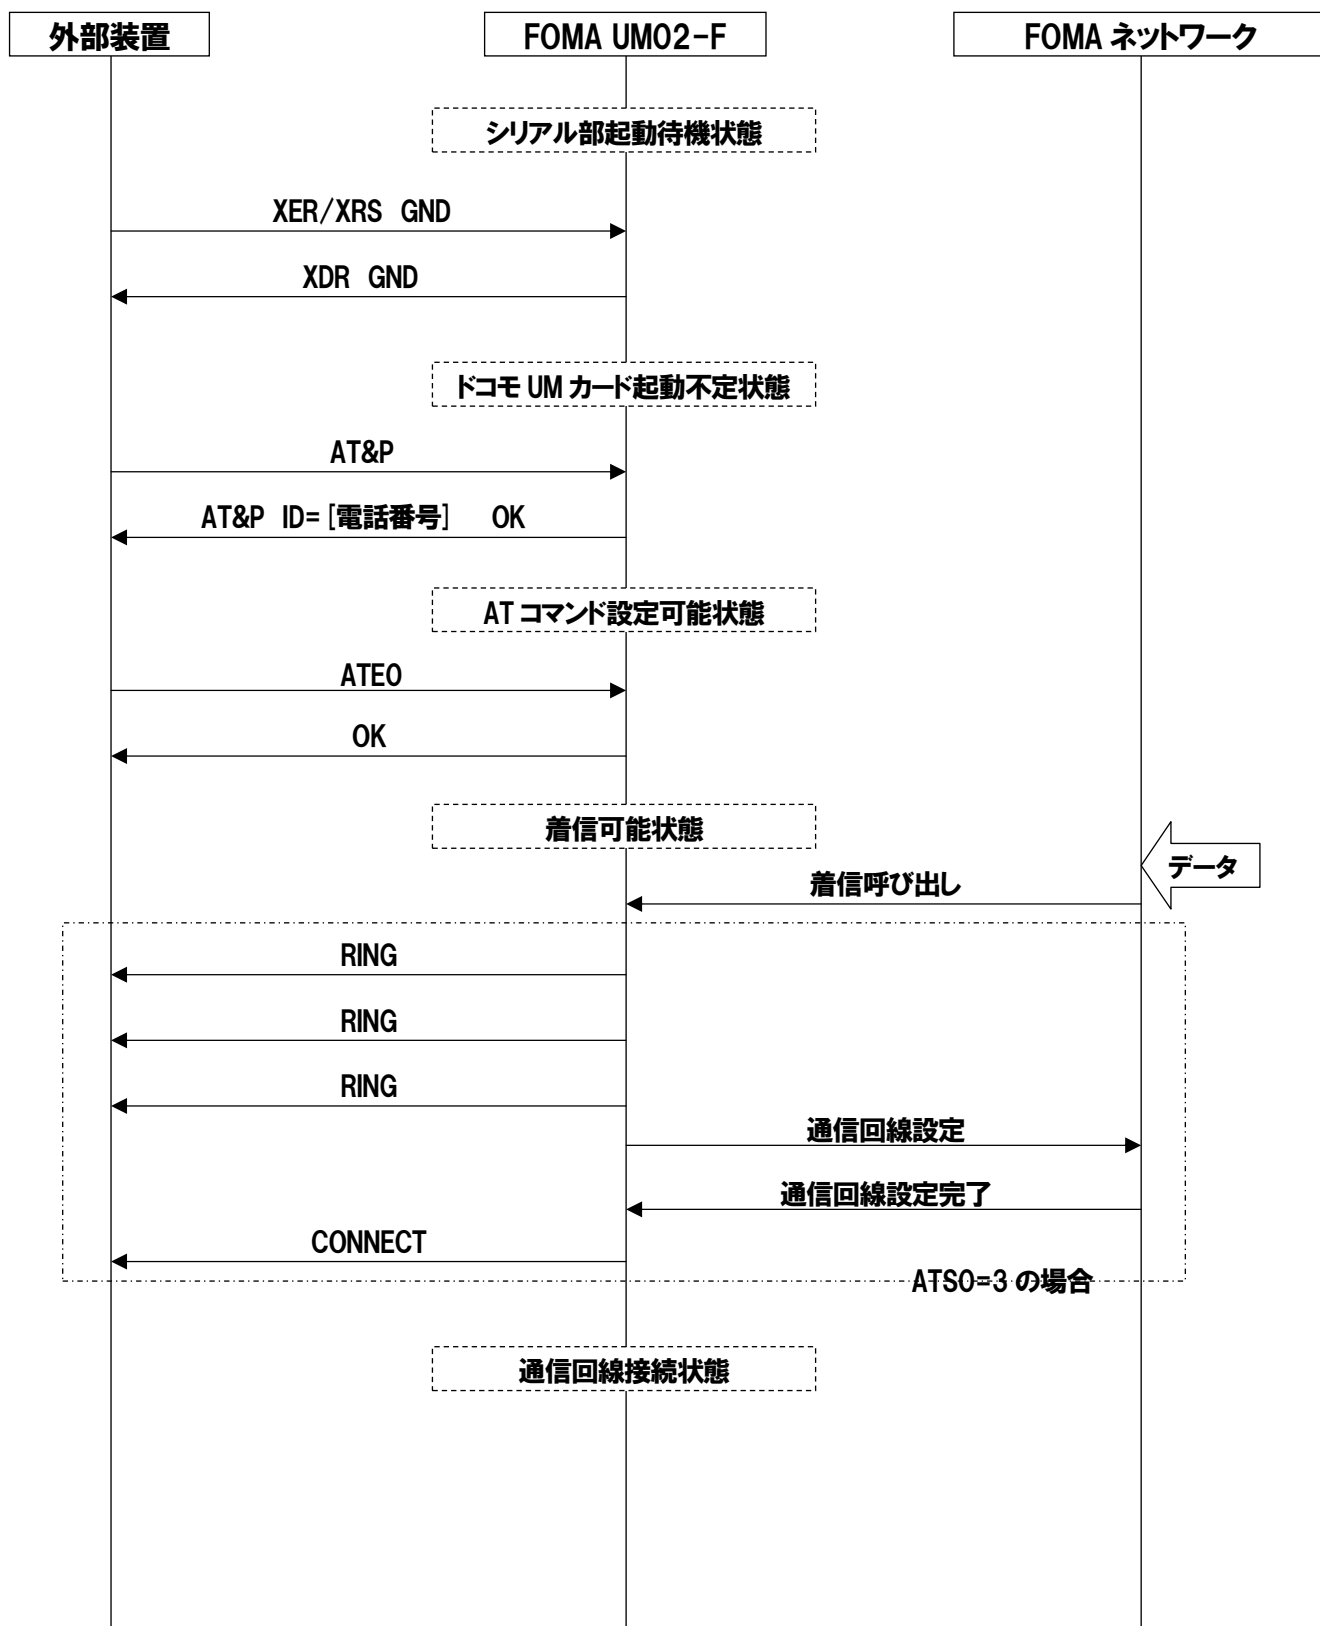 外部装置
FOMA UM02-F
FOMA ネットワーク
シリアル部起動待機状態
XER/XRS GND
XDR GND
ドコモ UM カード起動不定状態
AT&P
AT&P ID= [電話番号] OK
AT コマンド設定可能状態
ATE0
OK
着信可能状態
データ
着信呼び出し
RING
RING
RING
通信回線設定
通信回線設定完了
CONNECT
ATS0=3 の場合
通信回線接続状態